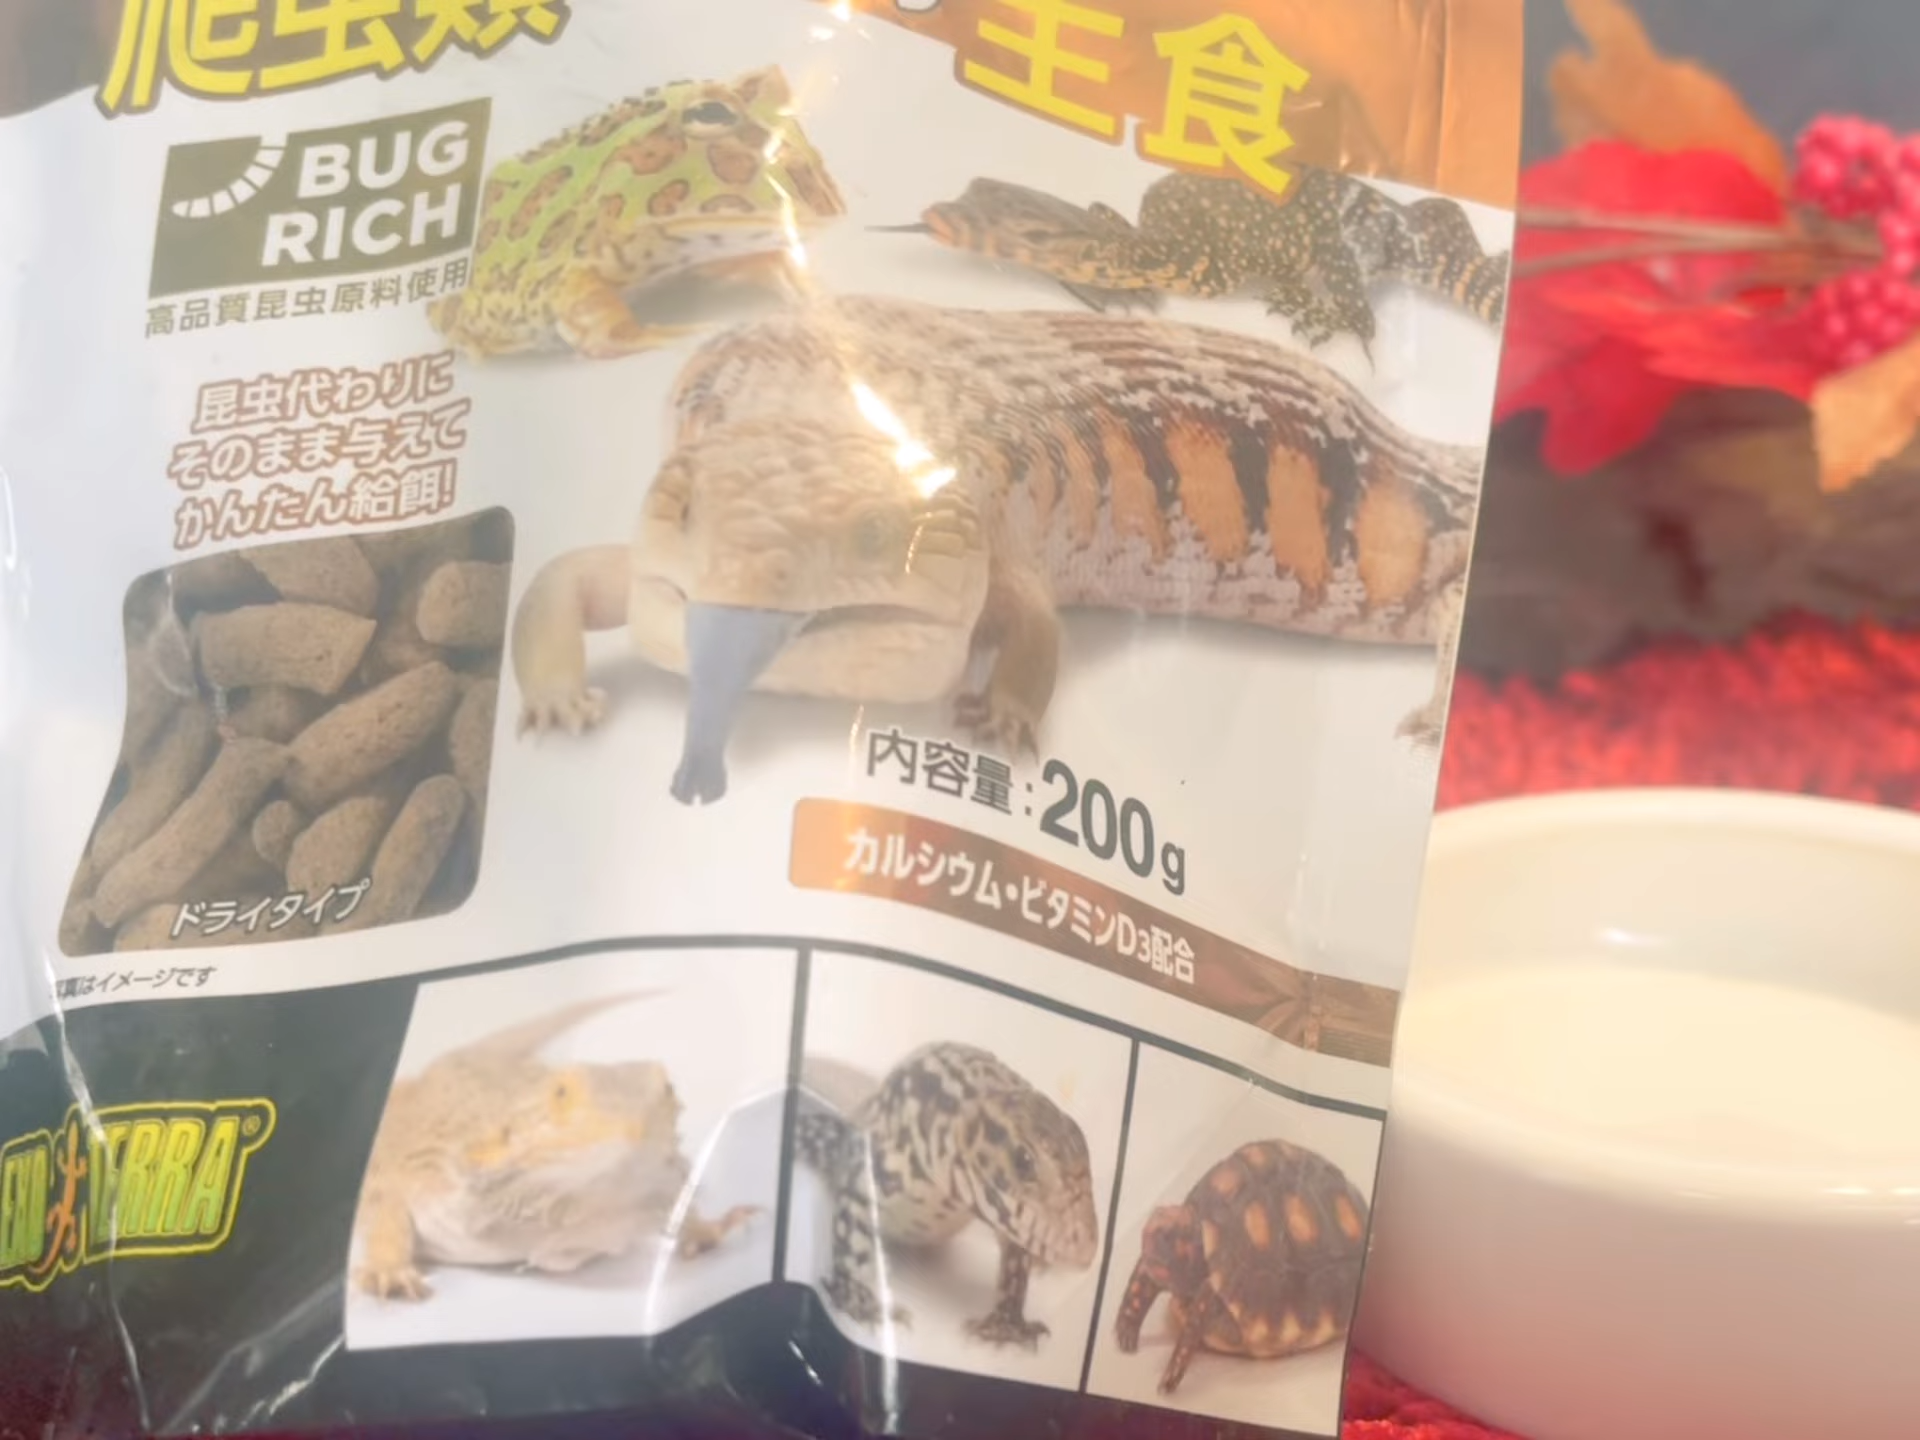 爬虫類
主食
BUG
RICH
高品質昆虫原料使用
昆虫代わりに
そのまま与えて
かんたん給餌!
ドライタイプ
写真はイメージです
内容量:200g
カルシウム・ビタミンD3配合
EXO TERRA®